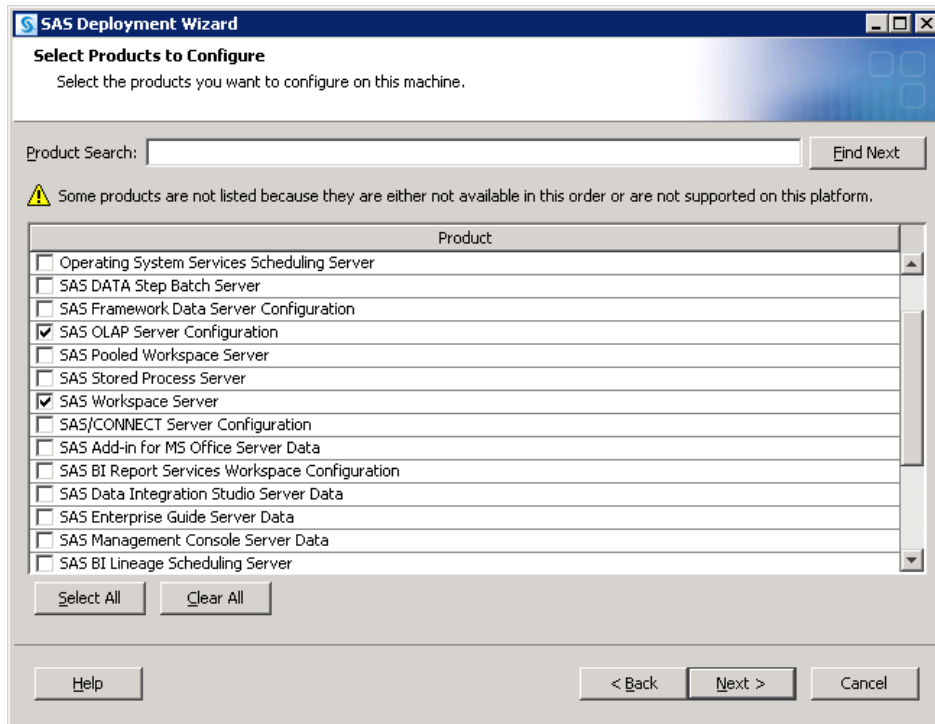 SAS Deployment Wizard
Select Products to Configure
Select the products you want to configure on this machine.
Product Search:
Find Next
Some products are not listed because they are either not available in this order or are not supported on this platform.
Product
Operating System Services Scheduling Server
SAS DATA Step Batch Server
SAS Framework Data Server Configuration
SAS OLAP Server Configuration
SAS Pooled Workspace Server
SAS Stored Process Server
SAS Workspace Server
SAS/CONNECT Server Configuration
SAS Add-in for MS Office Server Data
SAS BI Report Services Workspace Configuration
SAS Data Integration Studio Server Data
SAS Enterprise Guide Server Data
SAS Management Console Server Data
SAS BI Lineage Scheduling Server
Select All Clear All
Help < Back Next > Cancel